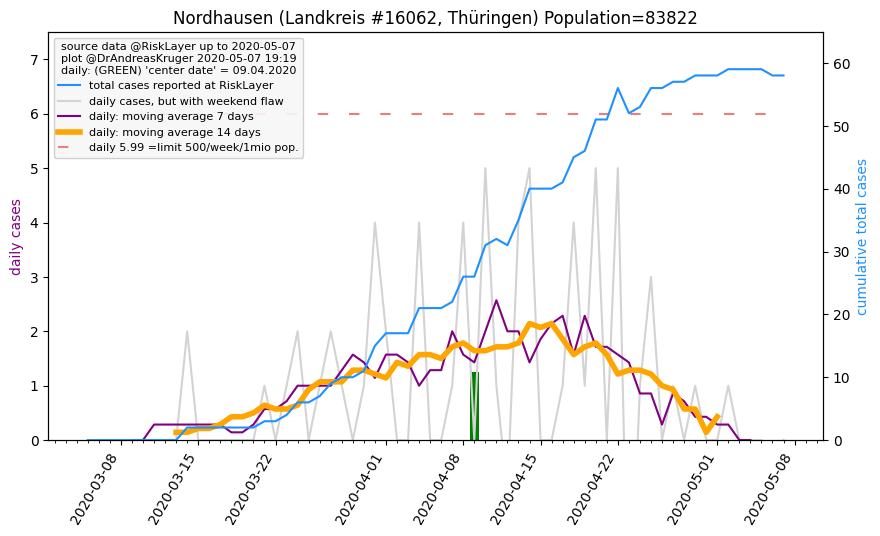 Nordhausen (Landkreis #16062, Thüringen) Population=83822
source data @RiskLayer up to 2020-05-07
plot @DrAndreasKruger 2020-05-07 19:19
daily: (GREEN) 'center date' = 09.04.2020
total cases reported at RiskLayer
daily cases, but with weekend flaw
daily: moving average 7 days
daily: moving average 14 days
daily 5.99 =limit 500/week/1mio pop.
daily cases
7
6
5
4
3
2
1
0
60
50
40
30
20
10
0
cumulative total cases
2020-03-08
2020-03-15
2020-03-22
2020-04-01
2020-04-08
2020-04-15
2020-04-22
2020-05-01
2020-05-08